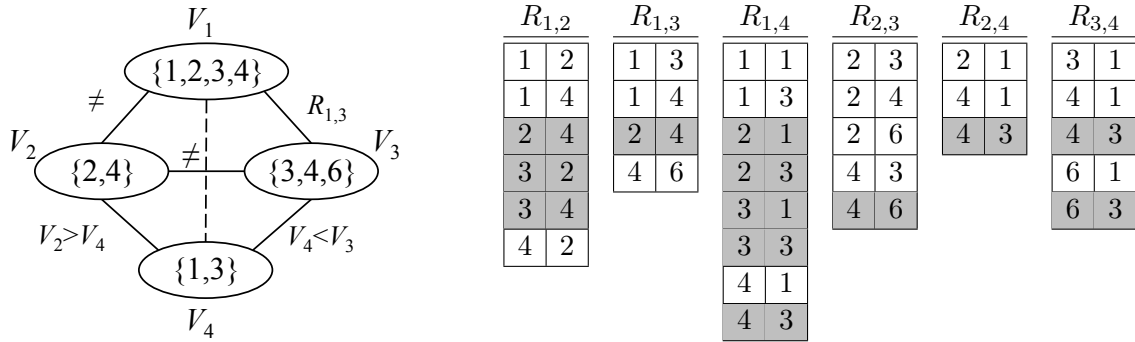 V1
{1,2,3,4}
≠
R1,3
V2
≠
V3
{2,4}
{3,4,6}
V2>V4
V4<V3
{1,3}
V4
R1,2
1 2
1 4
2 4
3 2
3 4
4 2
R1,3
1 3
1 4
2 4
4 6
R1,4
1 1
1 3
2 1
2 3
3 1
3 3
4 1
4 3
R2,3
2 3
2 4
2 6
4 3
4 6
R2,4
2 1
4 1
4 3
R3,4
3 1
4 1
4 3
6 1
6 3